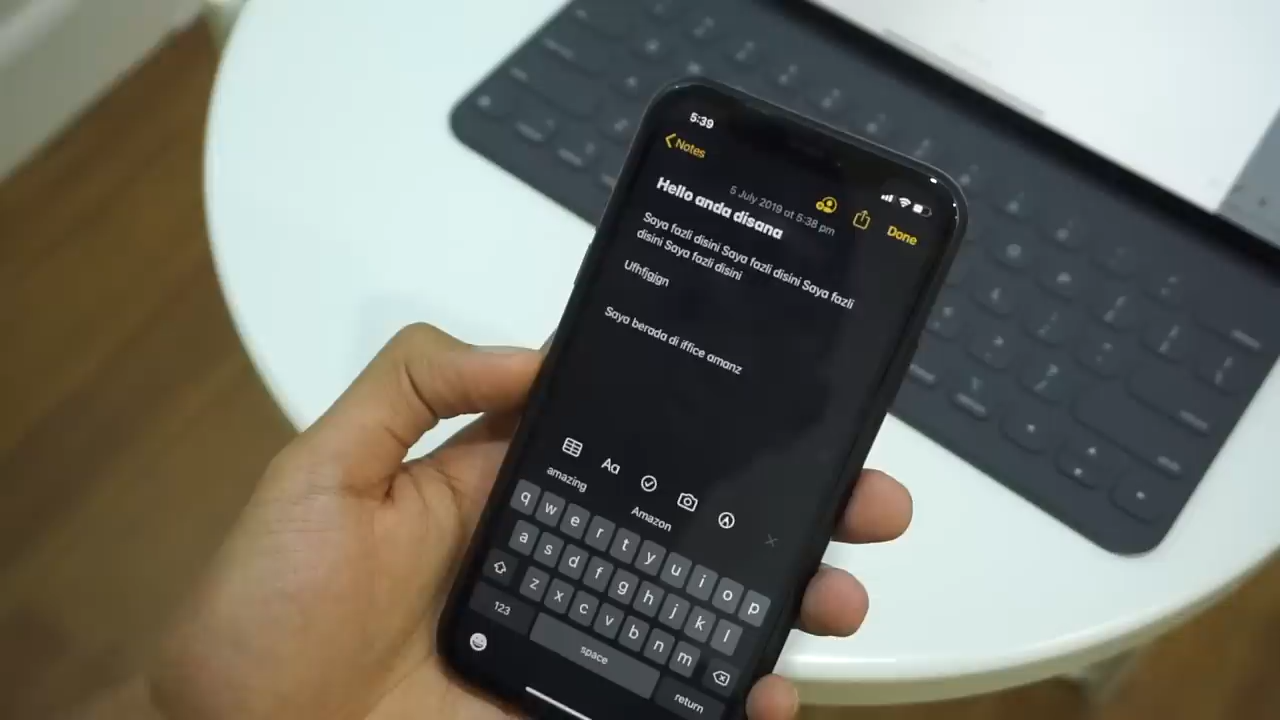 5:39
Notes
Done
5 July 2019 at 5:38 pm
Hello anda disana
Saya fazli disini Saya fazli disini Saya fazli
disini Saya fazli disini
Ufhfjgjgn
Saya berada di iffice amanz
Aa
amazing
Amazon
q w e r t y u i o p
a s d f g h j k l
z x c v b n m
123
space
return